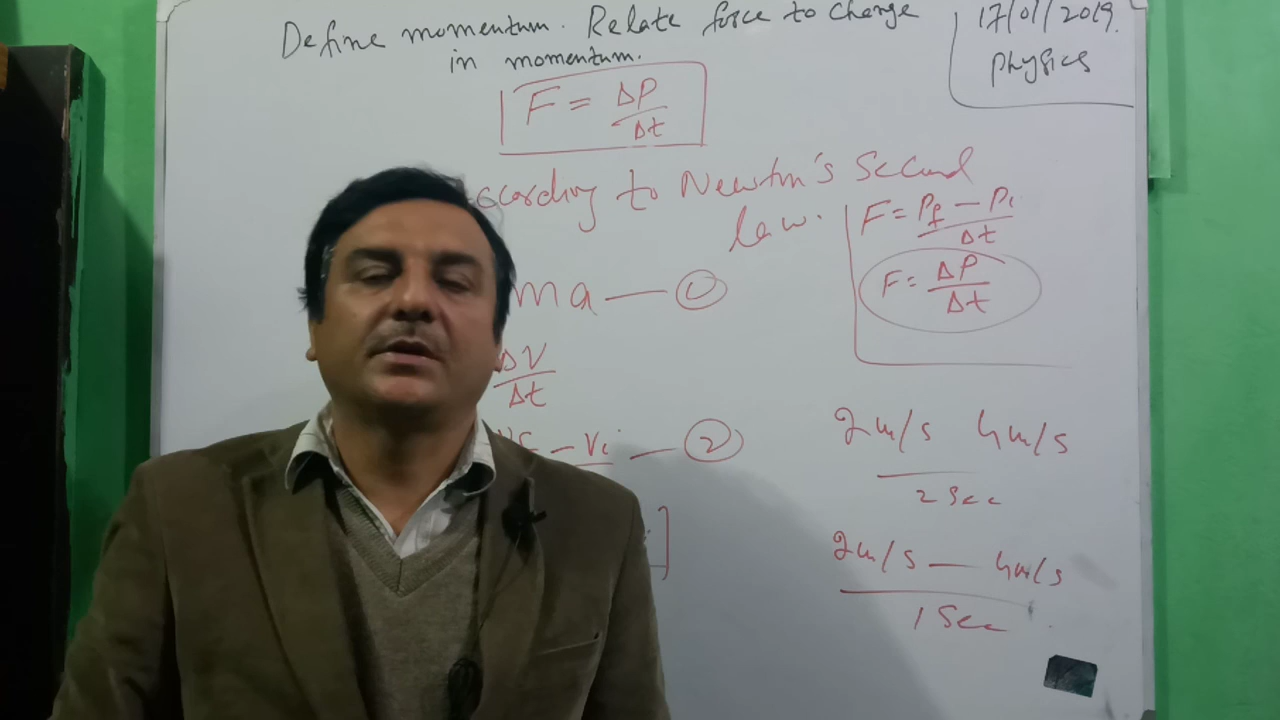 Define momentum. Relate force to change
in momentum.
17/01/2019.
physics
F = ΔP/Δt
According to Newton's Second
law.
F = Pf – Pi / Δt
F = ΔP/Δt
ma — ①
ΔV/Δt
Vf – Vi — ②
]
2m/s 4m/s
2 Sec
2m/s — 4m/s
1 Sec